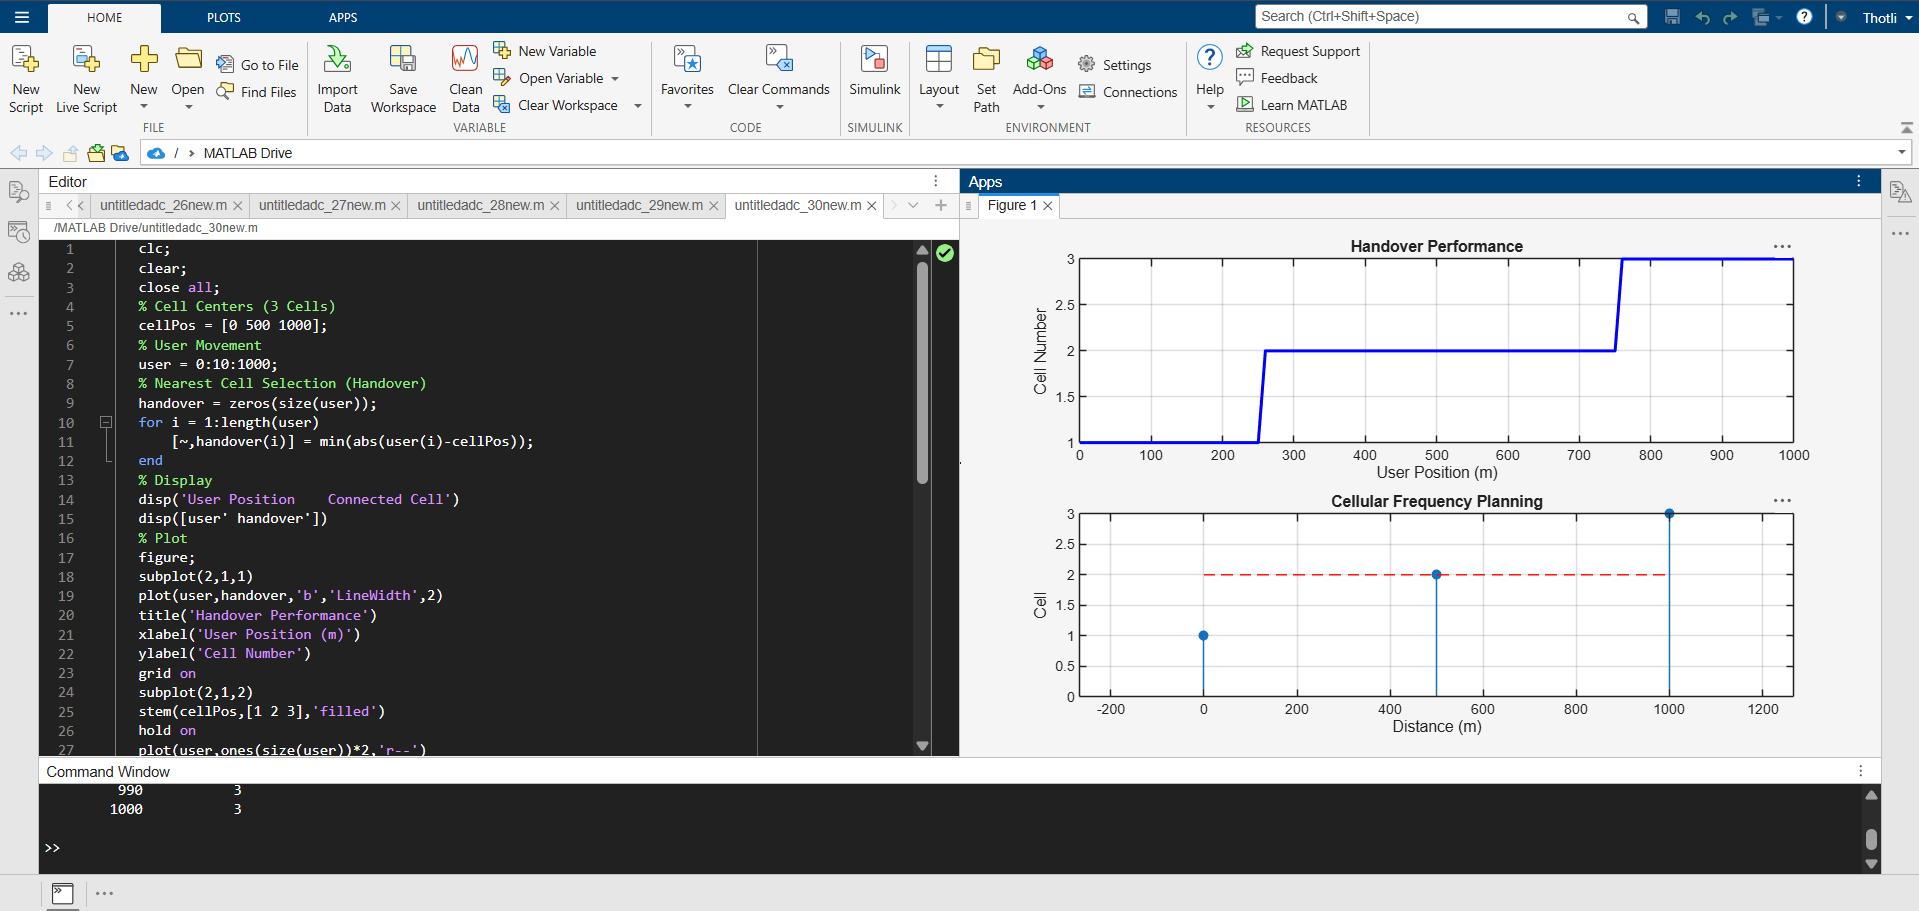 HOME PLOTS APPS Search (Ctrl+Shift+Space) Thotli
New Script
New Live Script
New
Open
Go to File
Find Files
FILE
Import Data
Save Workspace
Clean Data
New Variable
Open Variable
Clear Workspace
VARIABLE
Favorites
Clear Commands
CODE
Simulink
SIMULINK
Layout
Set Path
Add-Ons
Settings
Connections
ENVIRONMENT
Help
Request Support
Feedback
Learn MATLAB
RESOURCES
/ › MATLAB Drive
Editor
untitledadc_26new.m × untitledadc_27new.m × untitledadc_28new.m × untitledadc_29new.m × untitledadc_30new.m ×
/MATLAB Drive/untitledadc_30new.m
1 clc;
2 clear;
3 close all;
4 % Cell Centers (3 Cells)
5 cellPos = [0 500 1000];
6 % User Movement
7 user = 0:10:1000;
8 % Nearest Cell Selection (Handover)
9 handover = zeros(size(user));
10 for i = 1:length(user)
11 [~,handover(i)] = min(abs(user(i)-cellPos));
12 end
13 % Display
14 disp('User Position    Connected Cell')
15 disp([user' handover'])
16 % Plot
17 figure;
18 subplot(2,1,1)
19 plot(user,handover,'b','LineWidth',2)
20 title('Handover Performance')
21 xlabel('User Position (m)')
22 ylabel('Cell Number')
23 grid on
24 subplot(2,1,2)
25 stem(cellPos,[1 2 3],'filled')
26 hold on
27 plot(user,ones(size(user))*2,'r--')
Apps
Figure 1 ×
Handover Performance
Cell Number
3
2.5
2
1.5
1
0 100 200 300 400 500 600 700 800 900 1000
User Position (m)
Cellular Frequency Planning
Cell
3
2.5
2
1.5
1
0.5
0
-200 0 200 400 600 800 1000 1200
Distance (m)
Command Window
990 3
1000 3
>>